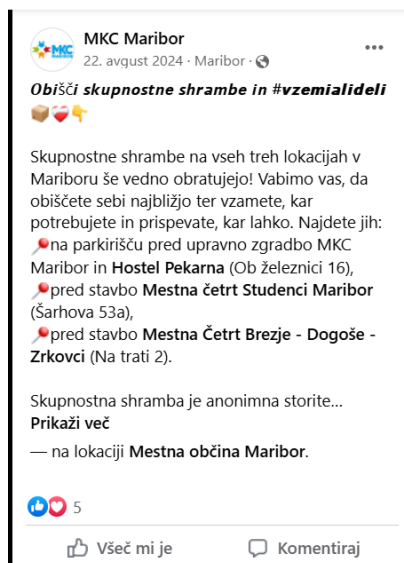 MKC
MKC Maribor
22. avgust 2024 · Maribor ·
Obišči skupnostne shrambe in #vzemialideli
📦❤️‍🩹👇
Skupnostne shrambe na vseh treh lokacijah v
Mariboru še vedno obratujejo! Vabimo vas, da
obiščete sebi najbližjo ter vzamete, kar
potrebujete in prispevate, kar lahko. Najdete jih:
📍na parkirišču pred upravno zgradbo MKC
Maribor in Hostel Pekarna (Ob železnici 16),
📍pred stavbo Mestna četrt Studenci Maribor
(Šarhova 53a),
📍pred stavbo Mestna Četrt Brezje - Dogoše -
Zrkovci (Na trati 2).
Skupnostna shramba je anonimna storite...
Prikaži več
— na lokaciji Mestna občina Maribor.
5
Všeč mi je
Komentiraj